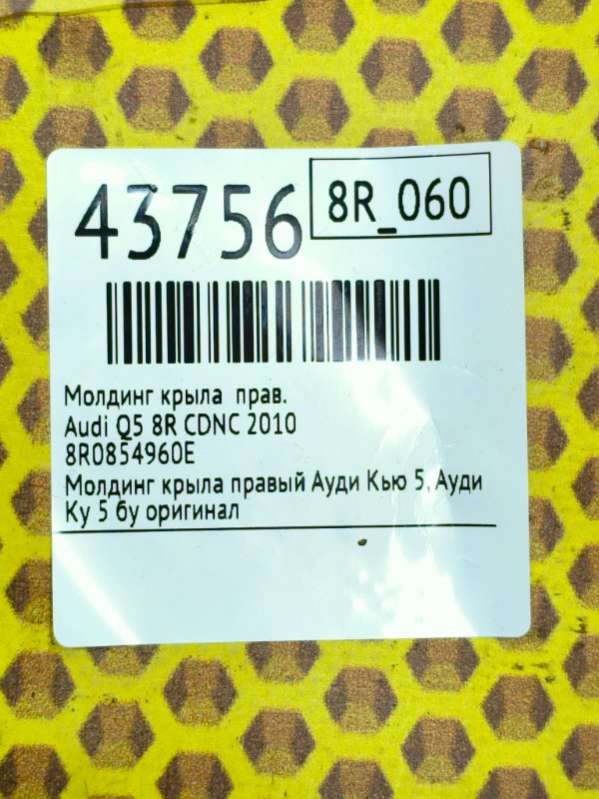 43756
8R_060
Молдинг крыла прав.
Audi Q5 8R CDNC 2010
8R0854960E
Молдинг крыла правый Ауди Кью 5, Ауди
Ку 5 бу оригинал